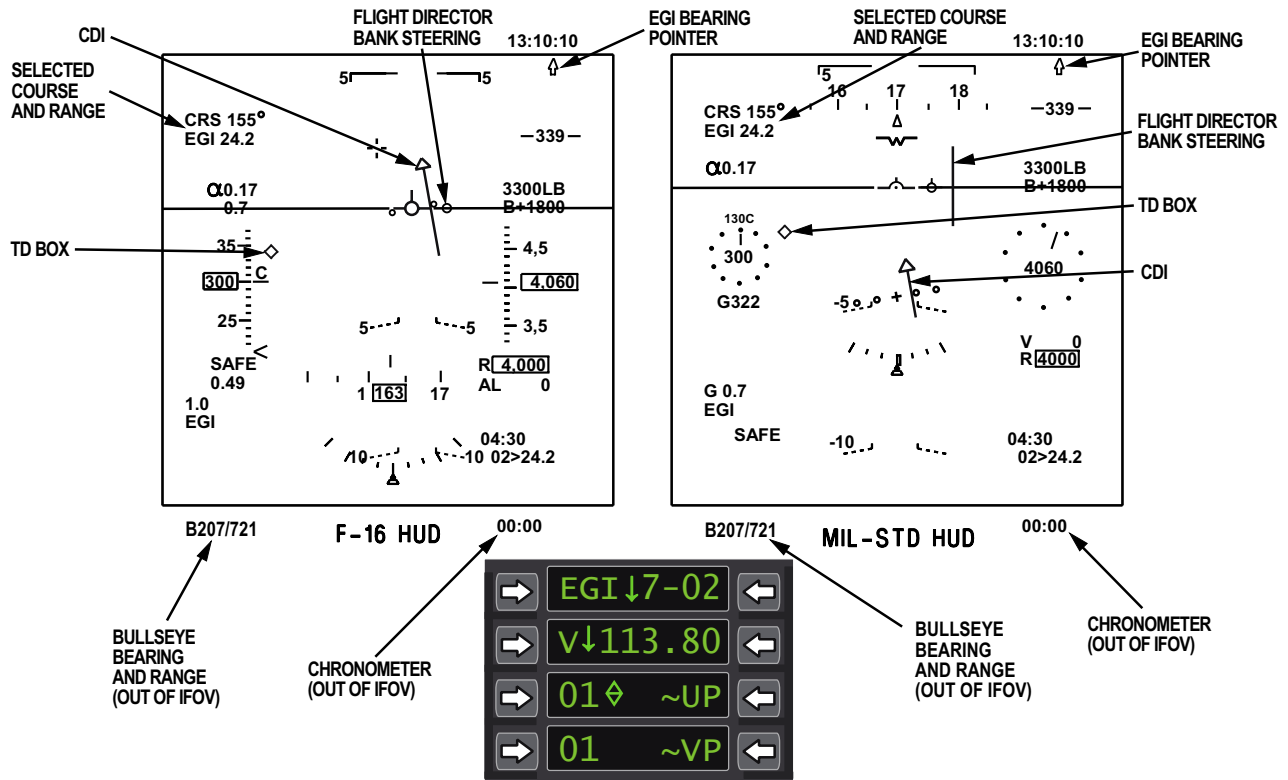 CDI
FLIGHT DIRECTOR
BANK STEERING
EGI BEARING
POINTER
SELECTED COURSE
AND RANGE
EGI BEARING
POINTER
SELECTED
COURSE
AND RANGE
TD BOX
13:10:10
5 5
CRS 155°
EGI 24.2
-339-
α0.17
0.7
3300LB
B+1800
35
4,5
300 C
4,060
25
3,5
5 5
SAFE
0.49
R 4,000
AL 0
1 163 17
1.0
EGI
04:30
10 -10 02>24.2
B207/721
F-16 HUD
00:00
13:10:10
5
16 17 18
CRS 155°
EGI 24.2
-339-
α0.17
3300LB
B+1800
130C
300
4060
G322
-5
V 0
R 4000
G 0.7
EGI
SAFE
-10
04:30
02>24.2
B207/721
MIL-STD HUD
00:00
FLIGHT DIRECTOR
BANK STEERING
TD BOX
CDI
BULLSEYE
BEARING
AND RANGE
(OUT OF IFOV)
CHRONOMETER
(OUT OF IFOV)
EGI↓7-02
V↓113.80
01 ~UP
01 ~VP
BULLSEYE
BEARING
AND RANGE
(OUT OF IFOV)
CHRONOMETER
(OUT OF IFOV)